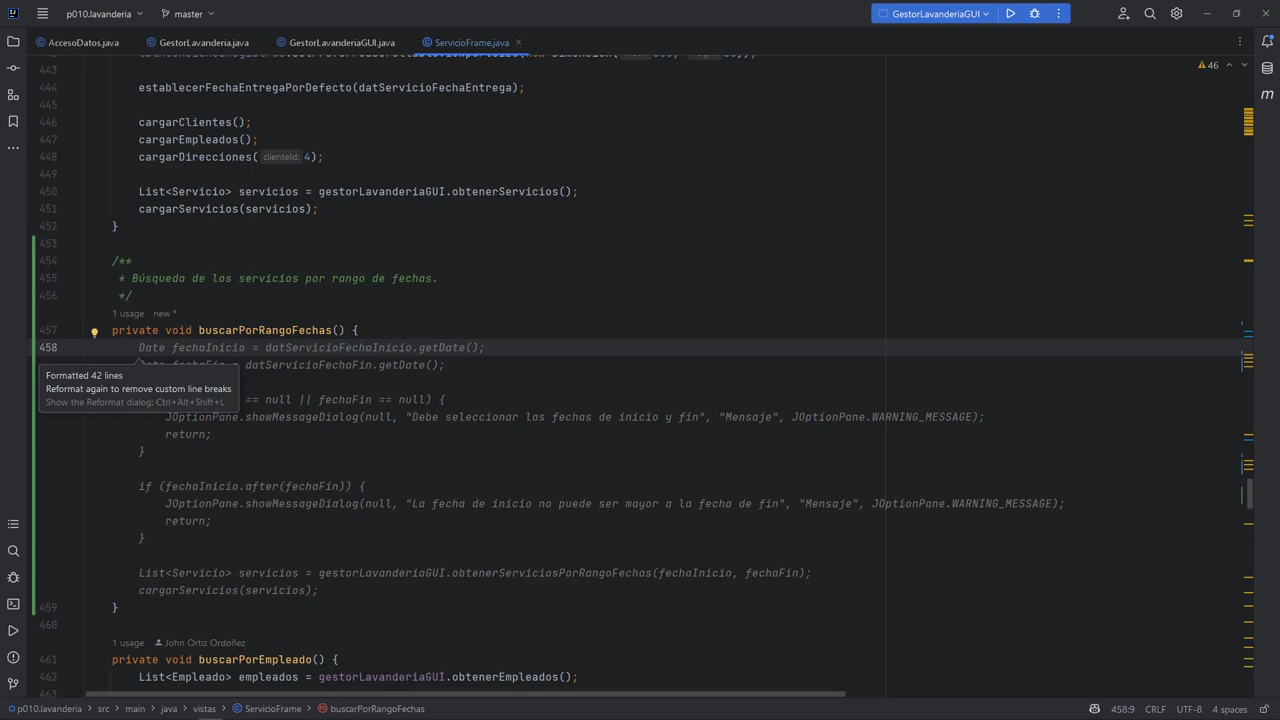 p010.lavanderia
master
GestorLavanderiaGUI
AccesoDatos.java
GestorLavanderia.java
GestorLavanderiaGUI.java
ServicioFrame.java
46
443
444 establecerFechaEntregaPorDefecto(datServicioFechaEntrega);
445
446 cargarClientes();
447 cargarEmpleados();
448 cargarDirecciones( clienteId: 4);
449
450 List<Servicio> servicios = gestorLavanderiaGUI.obtenerServicios();
451 cargarServicios(servicios);
452 }
453
454 /**
455 * Búsqueda de los servicios por rango de fechas.
456 */
1 usage new *
457 private void buscarPorRangoFechas() {
458 Date fechaInicio = datServicioFechaInicio.getDate();
= datServicioFechaFin.getDate();
Formatted 42 lines
Reformat again to remove custom line breaks
Show the Reformat dialog: Ctrl+Alt+Shift+L
== null || fechaFin == null) {
JOptionPane.showMessageDialog(null, "Debe seleccionar las fechas de inicio y fin", "Mensaje", JOptionPane.WARNING_MESSAGE);
return;
}
if (fechaInicio.after(fechaFin)) {
JOptionPane.showMessageDialog(null, "La fecha de inicio no puede ser mayor a la fecha de fin", "Mensaje", JOptionPane.WARNING_MESSAGE);
return;
}
List<Servicio> servicios = gestorLavanderiaGUI.obtenerServiciosPorRangoFechas(fechaInicio, fechaFin);
cargarServicios(servicios);
459 }
460
1 usage John Ortiz Ordoñez
461 private void buscarPorEmpleado() {
462 List<Empleado> empleados = gestorLavanderiaGUI.obtenerEmpleados();
463
p010.lavanderia > src > main > java > vistas > ServicioFrame > buscarPorRangoFechas
458:9 CRLF UTF-8 4 spaces